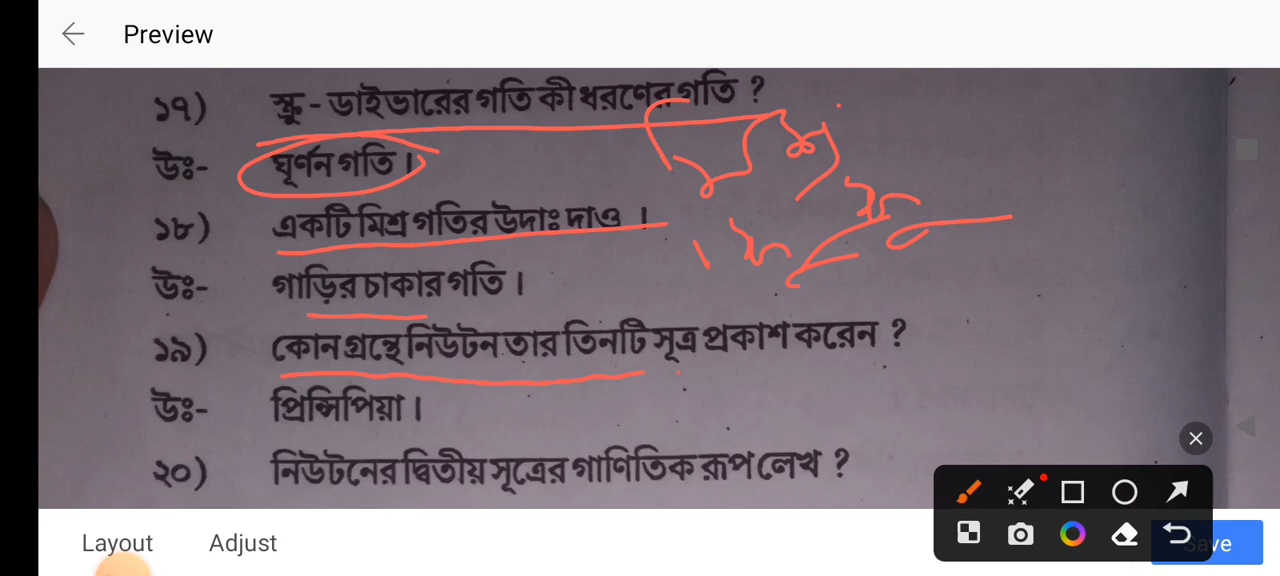 Preview
১৭) স্ক্রু - ডাইভারের গতি কী ধরণের গতি ?
উঃ- ঘূর্ণন গতি ।
১৮) একটি মিশ্র গতির উদাঃ দাও ।
উঃ- গাড়ির চাকার গতি ।
১৯) কোন গ্রন্থে নিউটন তার তিনটি সূত্র প্রকাশ করেন ?
উঃ- প্রিন্সিপিয়া ।
২০) নিউটনের দ্বিতীয় সূত্রের গাণিতিক রূপ লেখ ?
Layout Adjust